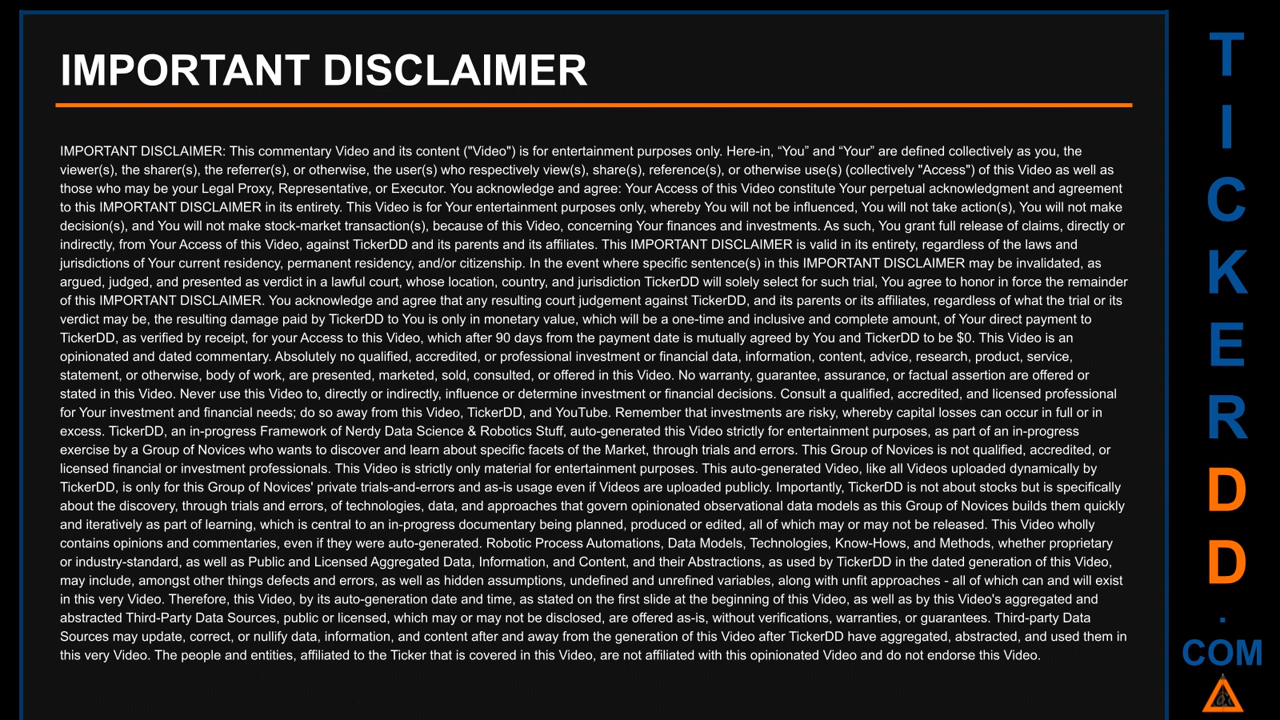 IMPORTANT DISCLAIMER
IMPORTANT DISCLAIMER: This commentary Video and its content ("Video") is for entertainment purposes only. Here-in, “You” and “Your” are defined collectively as you, the
viewer(s), the sharer(s), the referrer(s), or otherwise, the user(s) who respectively view(s), share(s), reference(s), or otherwise use(s) (collectively "Access") of this Video as well as
those who may be your Legal Proxy, Representative, or Executor. You acknowledge and agree: Your Access of this Video constitute Your perpetual acknowledgment and agreement
to this IMPORTANT DISCLAIMER in its entirety. This Video is for Your entertainment purposes only, whereby You will not be influenced, You will not take action(s), You will not make
decision(s), and You will not make stock-market transaction(s), because of this Video, concerning Your finances and investments. As such, You grant full release of claims, directly or
indirectly, from Your Access of this Video, against TickerDD and its parents and its affiliates. This IMPORTANT DISCLAIMER is valid in its entirety, regardless of the laws and
jurisdictions of Your current residency, permanent residency, and/or citizenship. In the event where specific sentence(s) in this IMPORTANT DISCLAIMER may be invalidated, as
argued, judged, and presented as verdict in a lawful court, whose location, country, and jurisdiction TickerDD will solely select for such trial, You agree to honor in force the remainder
of this IMPORTANT DISCLAIMER. You acknowledge and agree that any resulting court judgement against TickerDD, and its parents or its affiliates, regardless of what the trial or its
verdict may be, the resulting damage paid by TickerDD to You is only in monetary value, which will be a one-time and inclusive and complete amount, of Your direct payment to
TickerDD, as verified by receipt, for your Access to this Video, which after 90 days from the payment date is mutually agreed by You and TickerDD to be $0. This Video is an
opinionated and dated commentary. Absolutely no qualified, accredited, or professional investment or financial data, information, content, advice, research, product, service,
statement, or otherwise, body of work, are presented, marketed, sold, consulted, or offered in this Video. No warranty, guarantee, assurance, or factual assertion are offered or
stated in this Video. Never use this Video to, directly or indirectly, influence or determine investment or financial decisions. Consult a qualified, accredited, and licensed professional
for Your investment and financial needs; do so away from this Video, TickerDD, and YouTube. Remember that investments are risky, whereby capital losses can occur in full or in
excess. TickerDD, an in-progress Framework of Nerdy Data Science & Robotics Stuff, auto-generated this Video strictly for entertainment purposes, as part of an in-progress
exercise by a Group of Novices who wants to discover and learn about specific facets of the Market, through trials and errors. This Group of Novices is not qualified, accredited, or
licensed financial or investment professionals. This Video is strictly only material for entertainment purposes. This auto-generated Video, like all Videos uploaded dynamically by
TickerDD, is only for this Group of Novices' private trials-and-errors and as-is usage even if Videos are uploaded publicly. Importantly, TickerDD is not about stocks but is specifically
about the discovery, through trials and errors, of technologies, data, and approaches that govern opinionated observational data models as this Group of Novices builds them quickly
and iteratively as part of learning, which is central to an in-progress documentary being planned, produced or edited, all of which may or may not be released. This Video wholly
contains opinions and commentaries, even if they were auto-generated. Robotic Process Automations, Data Models, Technologies, Know-Hows, and Methods, whether proprietary
or industry-standard, as well as Public and Licensed Aggregated Data, Information, and Content, and their Abstractions, as used by TickerDD in the dated generation of this Video,
may include, amongst other things defects and errors, as well as hidden assumptions, undefined and unrefined variables, along with unfit approaches - all of which can and will exist
in this very Video. Therefore, this Video, by its auto-generation date and time, as stated on the first slide at the beginning of this Video, as well as by this Video's aggregated and
abstracted Third-Party Data Sources, public or licensed, which may or may not be disclosed, are offered as-is, without verifications, warranties, or guarantees. Third-party Data
Sources may update, correct, or nullify data, information, and content after and away from the generation of this Video after TickerDD have aggregated, abstracted, and used them in
this very Video. The people and entities, affiliated to the Ticker that is covered in this Video, are not affiliated with this opinionated Video and do not endorse this Video.
T
I
C
K
E
R
D
D
.
COM